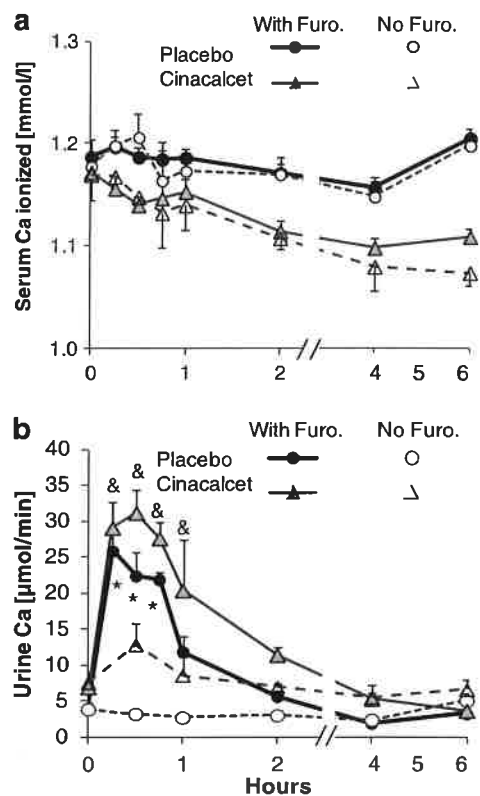 a
With Furo. No Furo.
Placebo
Cinacalcet
Serum Ca ionized [mmol/l]
1.3
1.2
1.1
1.0
0 1 2 4 6
b
With Furo. No Furo.
Placebo
Cinacalcet
Urine Ca [µmol/min]
40
35
30
25
20
15
10
5
0
& & & &
* * *
0 1 2 4 6
Hours